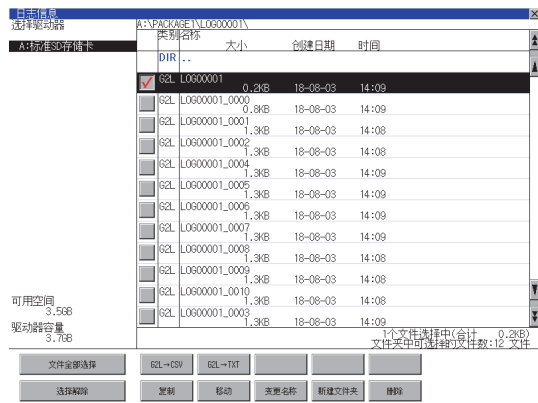 日志信息
选择驱动器
A:标准SD存储卡
可用空间
3.5GB
驱动器容量
3.7GB
A:\PACKAGE1\LOG00001\
类别 名称 大小 创建日期 时间
DIR ..
G2L LOG00001 0.2KB 18-08-03 14:09
G2L LOG00001_0000 0.8KB 18-08-03 14:09
G2L LOG00001_0001 1.3KB 18-08-03 14:08
G2L LOG00001_0002 1.3KB 18-08-03 14:08
G2L LOG00001_0004 1.3KB 18-08-03 14:09
G2L LOG00001_0005 1.3KB 18-08-03 14:09
G2L LOG00001_0006 1.3KB 18-08-03 14:09
G2L LOG00001_0007 1.3KB 18-08-03 14:09
G2L LOG00001_0008 1.3KB 18-08-03 14:08
G2L LOG00001_0009 1.3KB 18-08-03 14:08
G2L LOG00001_0010 1.3KB 18-08-03 14:08
G2L LOG00001_0003 1.3KB 18-08-03 14:09
1个文件选择中(合计 0.2KB)
文件夹中可选择的文件数:12 文件
文件全部选择 G2L→CSV G2L→TXT
选择解除 复制 移动 变更名称 新建文件夹 删除